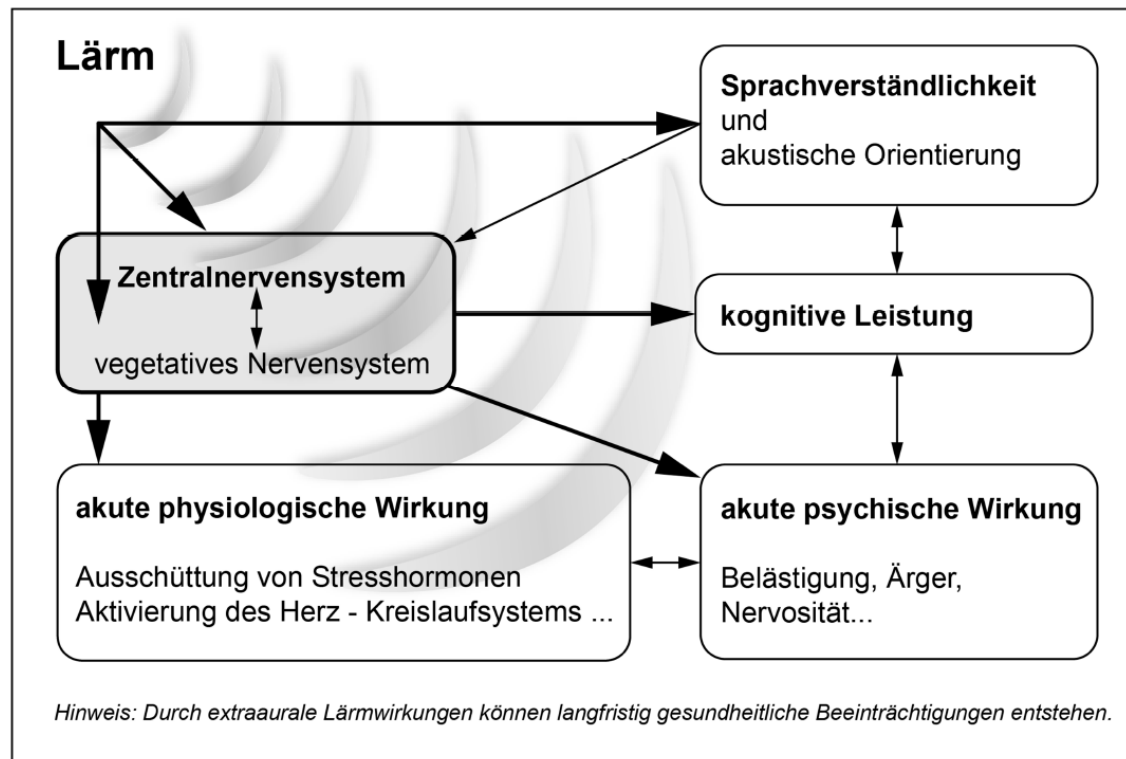 Lärm
Sprachverständlichkeit
und
akustische Orientierung
Zentralnervensystem
vegetatives Nervensystem
kognitive Leistung
akute physiologische Wirkung
Ausschüttung von Stresshormonen
Aktivierung des Herz - Kreislaufsystems ...
akute psychische Wirkung
Belästigung, Ärger,
Nervosität...
Hinweis: Durch extraaurale Lärmwirkungen können langfristig gesundheitliche Beeinträchtigungen entstehen.